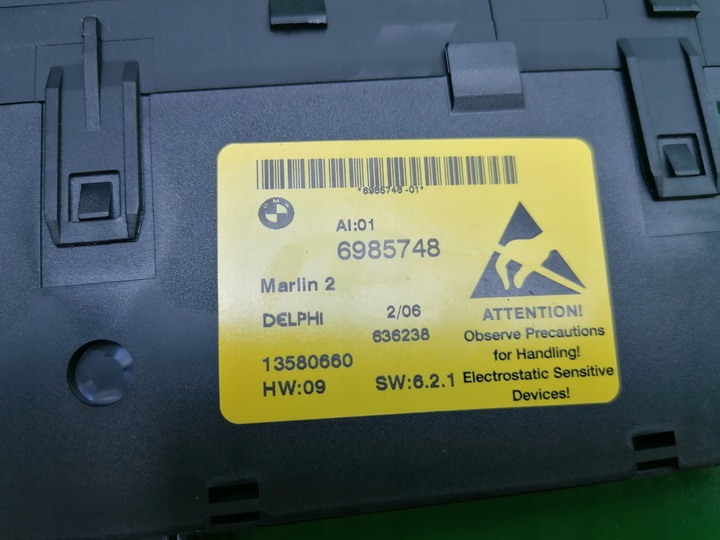 *6985748-01*
BMW
AI:01
6985748
Marlin 2
DELPHI 2/06
636238
13580660
HW:09 SW:6.2.1
ATTENTION!
Observe Precautions
for Handling!
Electrostatic Sensitive
Devices!